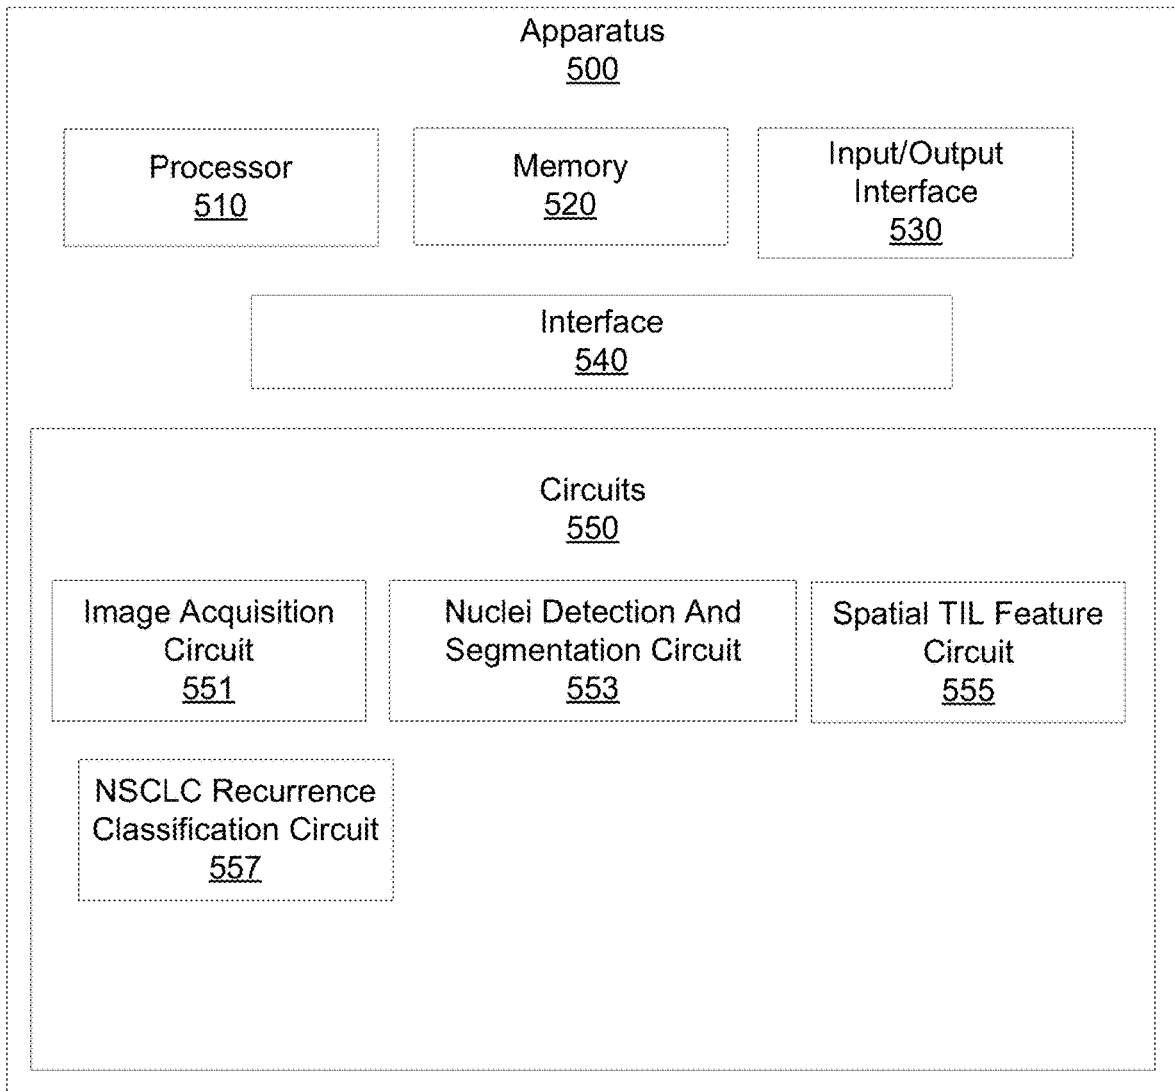 Apparatus
500
Processor
510
Memory
520
Input/Output
Interface
530
Interface
540
Circuits
550
Image Acquisition
Circuit
551
Nuclei Detection And
Segmentation Circuit
553
Spatial TIL Feature
Circuit
555
NSCLC Recurrence
Classification Circuit
557